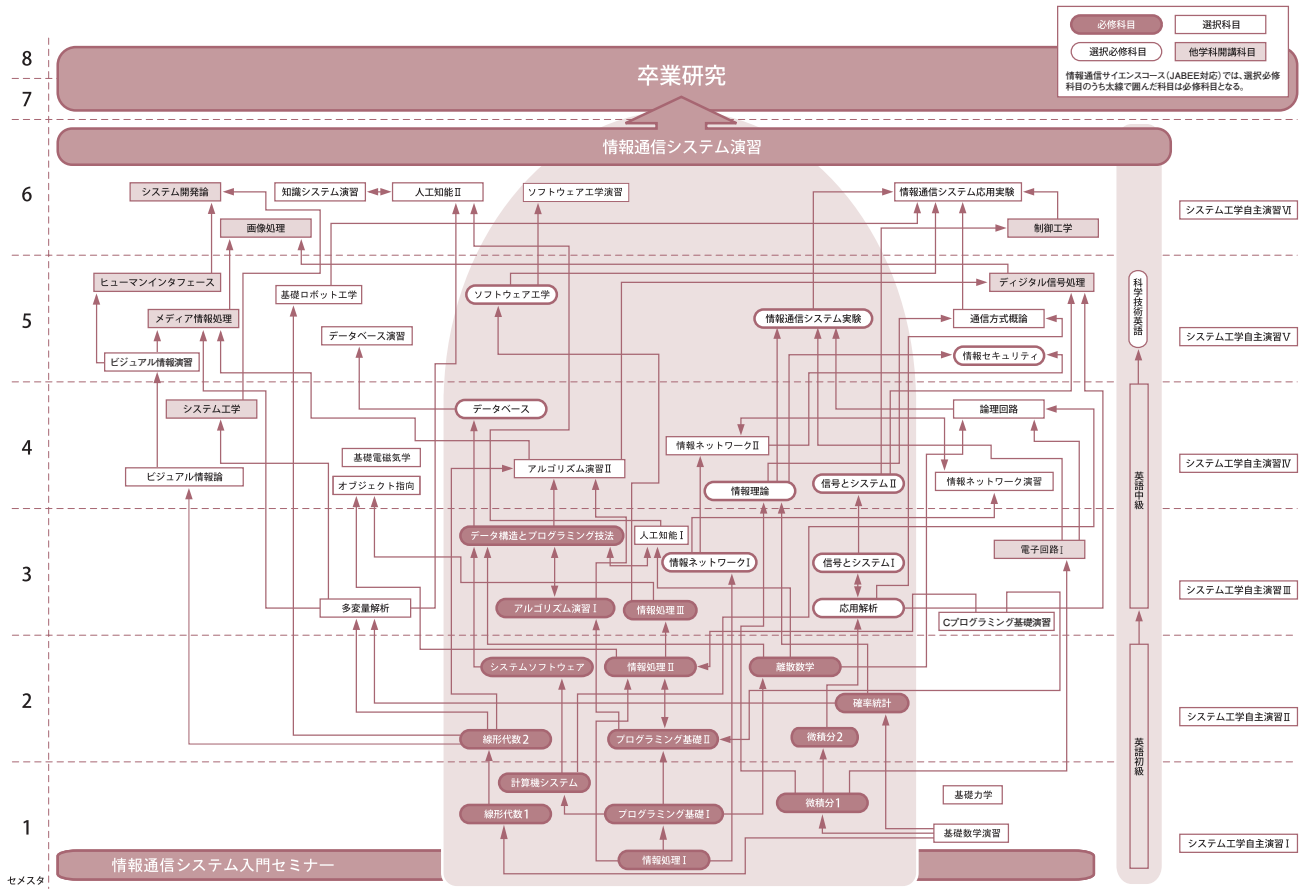 必修科目
選択科目
選択必修科目
他学科開講科目
情報通信サイエンスコース（JABEE対応）では、選択必修
科目のうち太線で囲んだ科目は必修科目となる。
8
卒業研究
7
情報通信システム演習
6
システム開発論
知識システム演習
人工知能Ⅱ
ソフトウェア工学演習
情報通信システム応用実験
システム工学自主演習Ⅵ
画像処理
制御工学
ヒューマンインタフェース
基礎ロボット工学
ソフトウェア工学
ディジタル信号処理
科学技術英語
5
メディア情報処理
データベース演習
情報通信システム実験
通信方式概論
システム工学自主演習Ⅴ
ビジュアル情報演習
情報セキュリティ
システム工学
データベース
論理回路
4
基礎電磁気学
情報ネットワークⅡ
システム工学自主演習Ⅳ
ビジュアル情報論
オブジェクト指向
アルゴリズム演習Ⅱ
情報理論
信号とシステムⅡ
情報ネットワーク演習
英語中級
データ構造とプログラミング技法
人工知能Ⅰ
電子回路Ⅰ
3
情報ネットワークⅠ
信号とシステムⅠ
システム工学自主演習Ⅲ
多変量解析
アルゴリズム演習Ⅰ
情報処理Ⅲ
応用解析
Cプログラミング基礎演習
システムソフトウェア
情報処理Ⅱ
離散数学
2
確率統計
システム工学自主演習Ⅱ
線形代数2
プログラミング基礎Ⅱ
微積分2
英語初級
計算機システム
線形代数1
プログラミング基礎Ⅰ
微積分1
基礎力学
1
基礎数学演習
システム工学自主演習Ⅰ
情報通信システム入門セミナー
情報処理Ⅰ
セメスタ